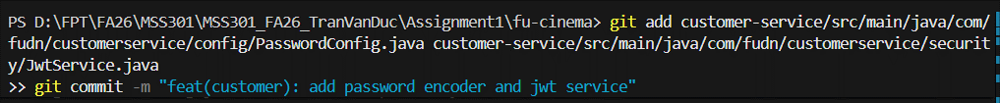 PS D:\FPT\FA26\MSS301\MSS301_FA26_TranVanDuc\Assignment1\fu-cinema> git add customer-service/src/main/java/com/
fudn/customerservice/config/PasswordConfig.java customer-service/src/main/java/com/fudn/customerservice/securit
y/JwtService.java
>> git commit -m "feat(customer): add password encoder and jwt service"